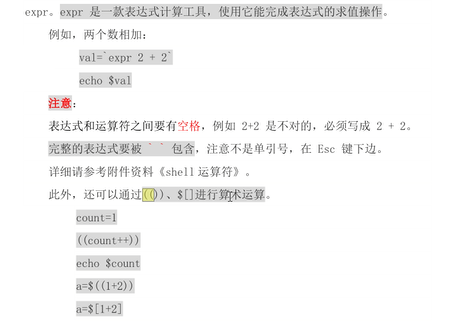 expr。expr 是一款表达式计算工具，使用它能完成表达式的求值操作。
例如，两个数相加：
val=`expr 2 + 2`
echo $val
注意：
表达式和运算符之间要有空格，例如 2+2 是不对的，必须写成 2 + 2。
完整的表达式要被 ` ` 包含，注意不是单引号，在 Esc 键下边。
详细请参考附件资料《shell运算符》。
此外，还可以通过(())、$[]进行算术运算。
count=1
((count++))
echo $count
a=$((1+2))
a=$[1+2]